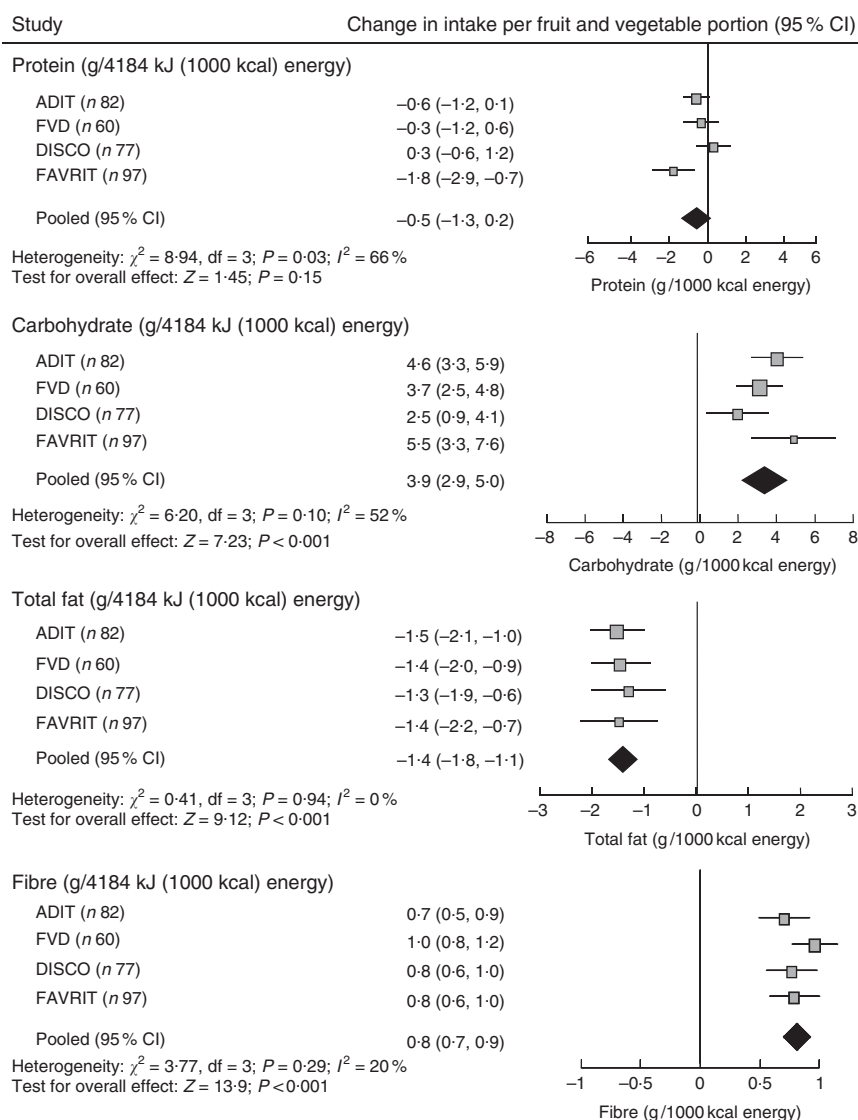 Study Change in intake per fruit and vegetable portion (95 % CI)
Protein (g/4184 kJ (1000 kcal) energy)
ADIT (n 82) –0·6 (–1·2, 0·1)
FVD (n 60) –0·3 (–1·2, 0·6)
DISCO (n 77) 0·3 (–0·6, 1·2)
FAVRIT (n 97) –1·8 (–2·9, –0·7)
Pooled (95 % CI) –0·5 (–1·3, 0·2)
Heterogeneity: χ² = 8·94, df = 3; P = 0·03; I² = 66 %
Test for overall effect: Z = 1·45; P = 0·15
–6 –4 –2 0 2 4 6
Protein (g/1000 kcal energy)
Carbohydrate (g/4184 kJ (1000 kcal) energy)
ADIT (n 82) 4·6 (3·3, 5·9)
FVD (n 60) 3·7 (2·5, 4·8)
DISCO (n 77) 2·5 (0·9, 4·1)
FAVRIT (n 97) 5·5 (3·3, 7·6)
Pooled (95 % CI) 3·9 (2·9, 5·0)
Heterogeneity: χ² = 6·20, df = 3; P = 0·10; I² = 52 %
Test for overall effect: Z = 7·23; P < 0·001
–8 –6 –4 –2 0 2 4 6 8
Carbohydrate (g/1000 kcal energy)
Total fat (g/4184 kJ (1000 kcal) energy)
ADIT (n 82) –1·5 (–2·1, –1·0)
FVD (n 60) –1·4 (–2·0, –0·9)
DISCO (n 77) –1·3 (–1·9, –0·6)
FAVRIT (n 97) –1·4 (–2·2, –0·7)
Pooled (95 % CI) –1·4 (–1·8, –1·1)
Heterogeneity: χ² = 0·41, df = 3; P = 0·94; I² = 0 %
Test for overall effect: Z = 9·12; P < 0·001
–3 –2 –1 0 1 2 3
Total fat (g/1000 kcal energy)
Fibre (g/4184 kJ (1000 kcal) energy)
ADIT (n 82) 0·7 (0·5, 0·9)
FVD (n 60) 1·0 (0·8, 1·2)
DISCO (n 77) 0·8 (0·6, 1·0)
FAVRIT (n 97) 0·8 (0·6, 1·0)
Pooled (95 % CI) 0·8 (0·7, 0·9)
Heterogeneity: χ² = 3·77, df = 3; P = 0·29; I² = 20 %
Test for overall effect: Z = 13·9; P < 0·001
–1 –0·5 0 0·5 1
Fibre (g/1000 kcal energy)